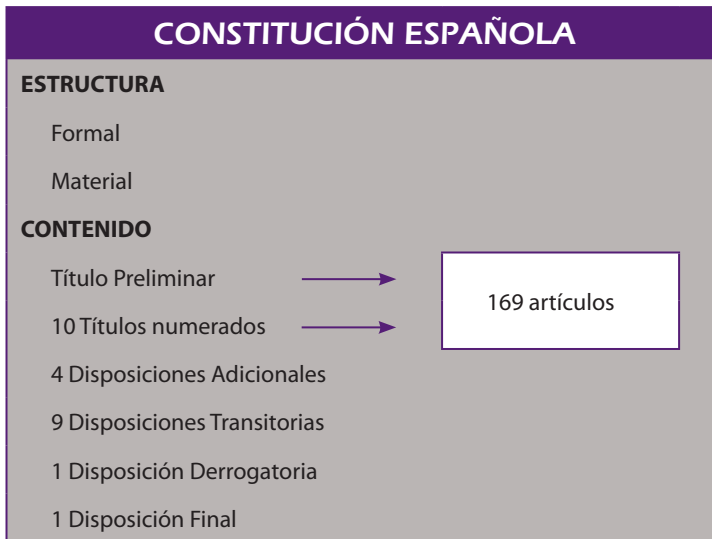 CONSTITUCIÓN ESPAÑOLA
ESTRUCTURA
Formal
Material
CONTENIDO
Título Preliminar
10 Títulos numerados
169 artículos
4 Disposiciones Adicionales
9 Disposiciones Transitorias
1 Disposición Derrogatoria
1 Disposición Final